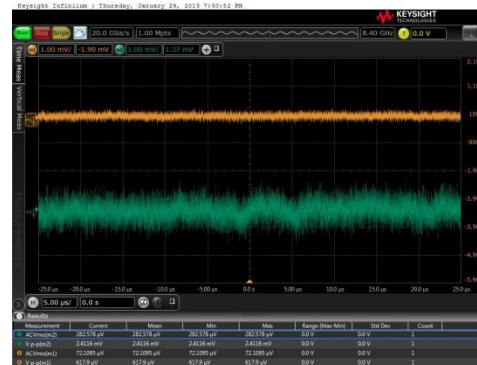 Keysight Infiniium : Thursday, January 29, 2015 7:50:52 PM
KEYSIGHT
TECHNOLOGIES
Run Stop Single 20.0 GSa/s 1.00 Mpts 8.40 GHz T 0.0 V
1.00 mV/ -1.90 mV 1.00 mV/ 1.37 mV
Time Meas
Vertical Meas
Measurements
-25.0 µs -20.0 µs -15.0 µs -10.0 µs -5.00 µs 0.0 s 5.00 µs 10.0 µs 15.0 µs 20.0 µs 25.0 µs
H 5.00 µs/ 0.0 s
Results
Measurement Current Mean Min Max Range (Max-Min) Std Dev Count
ACVrms(m2) 282.578 µV 282.578 µV 282.578 µV 282.578 µV 0.0 V 0.0 V 1
V p-p(m2) 2.4116 mV 2.4116 mV 2.4116 mV 2.4116 mV 0.0 V 0.0 V 1
ACVrms(m1) 72.1095 µV 72.1095 µV 72.1095 µV 72.1095 µV 0.0 V 0.0 V 1
V p-p(m1) 617.9 µV 617.9 µV 617.9 µV 617.9 µV 0.0 V 0.0 V 1